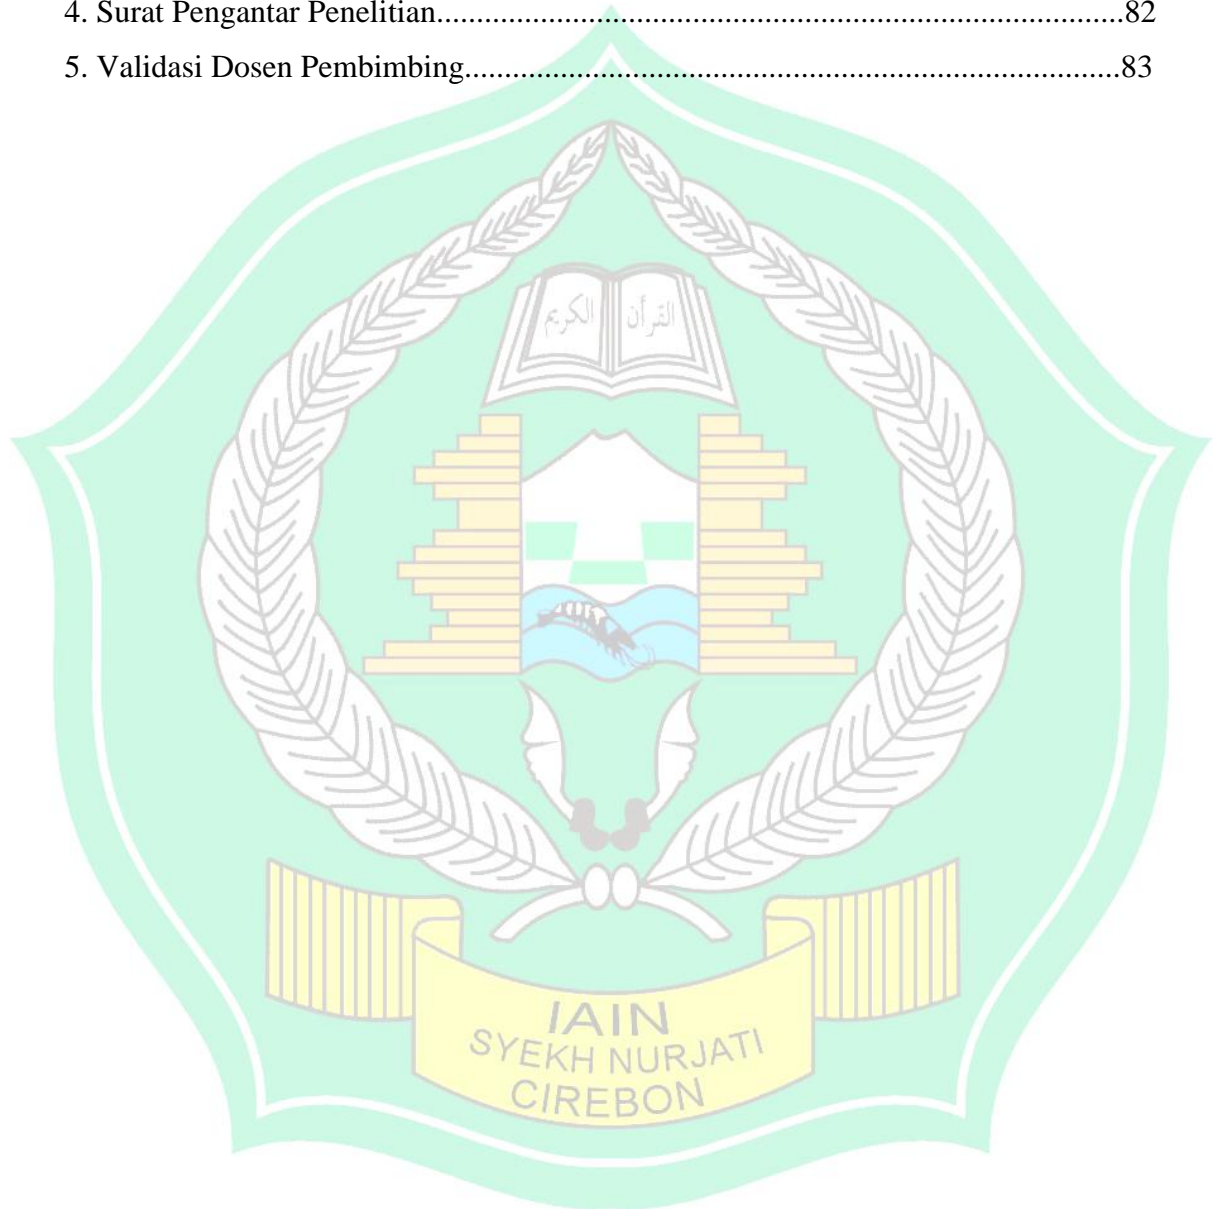 4. Surat Pengantar Penelitian.....................................................................................82
5. Validasi Dosen Pembimbing.................................................................................83
القرآن الكريم
IAIN
SYEKH NURJATI
CIREBON